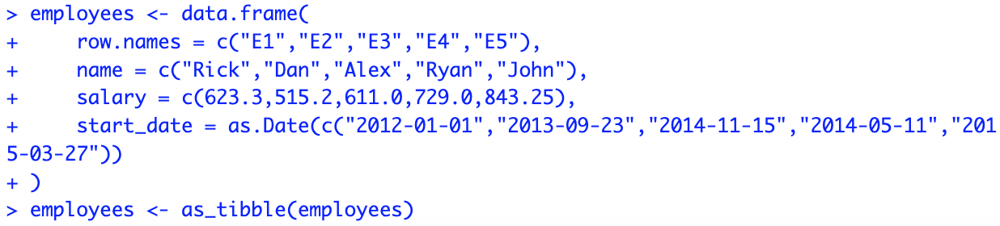 > employees <- data.frame(
+     row.names = c("E1","E2","E3","E4","E5"),
+     name = c("Rick","Dan","Alex","Ryan","John"),
+     salary = c(623.3,515.2,611.0,729.0,843.25),
+     start_date = as.Date(c("2012-01-01","2013-09-23","2014-11-15","2014-05-11","201
5-03-27"))
+ )
> employees <- as_tibble(employees)